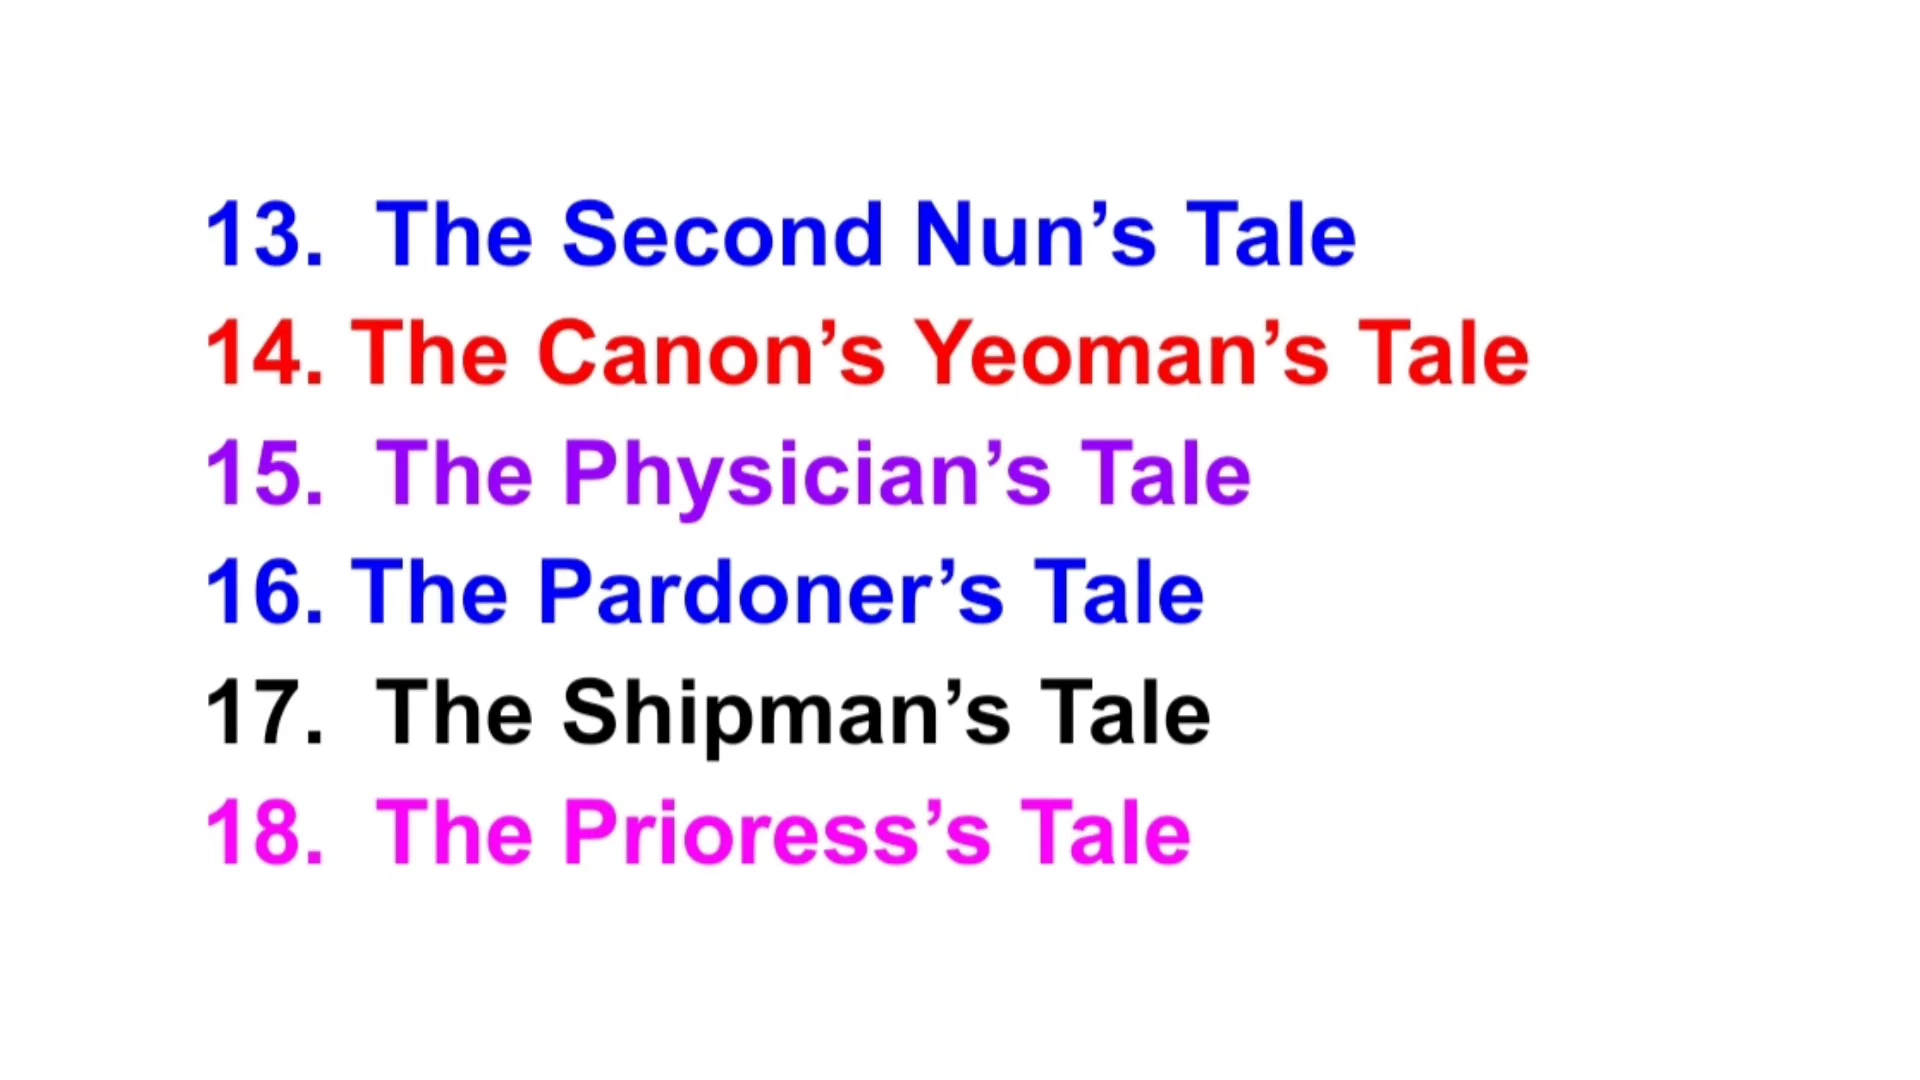 13. The Second Nun’s Tale
14. The Canon’s Yeoman’s Tale
15. The Physician’s Tale
16. The Pardoner’s Tale
17. The Shipman’s Tale
18. The Prioress’s Tale